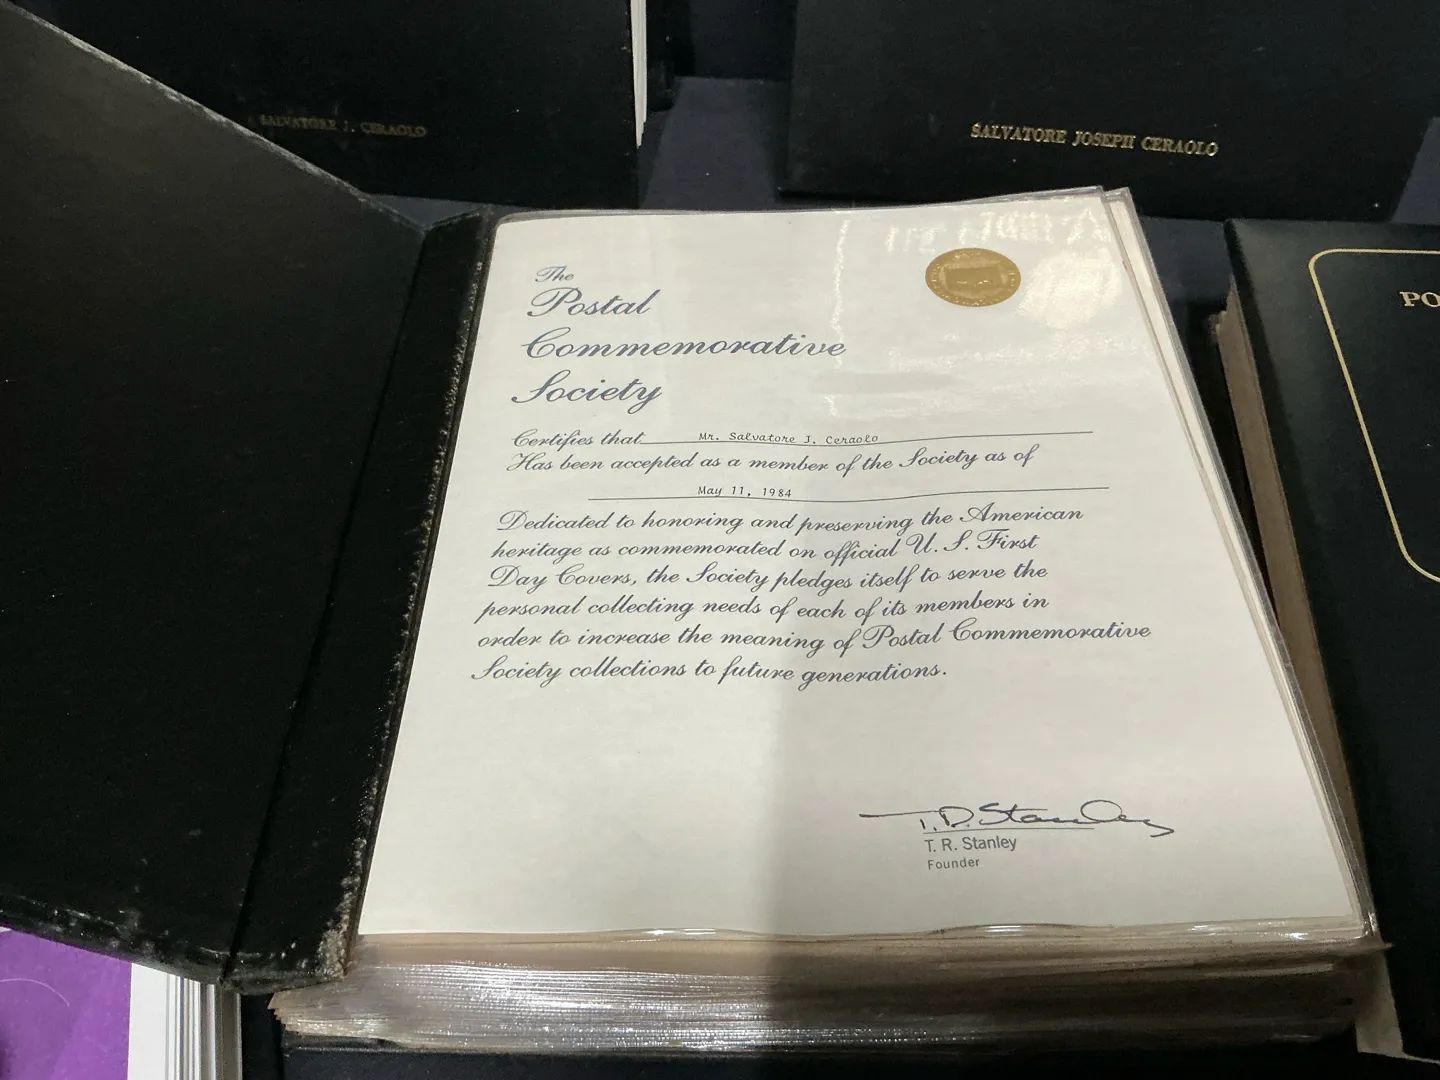 SALVATORE J. CERAOLO
SALVATORE JOSEPH CERAOLO
The
Postal
Commemorative
Society
Certifies that Mr. Salvatore J. Ceraolo
Has been accepted as a member of the Society as of
May 11, 1984
Dedicated to honoring and preserving the American
heritage as commemorated on official U. S. First
Day Covers, the Society pledges itself to serve the
personal collecting needs of each of its members in
order to increase the meaning of Postal Commemorative
Society collections to future generations.
T. R. Stanley
T. R. Stanley
Founder
PO